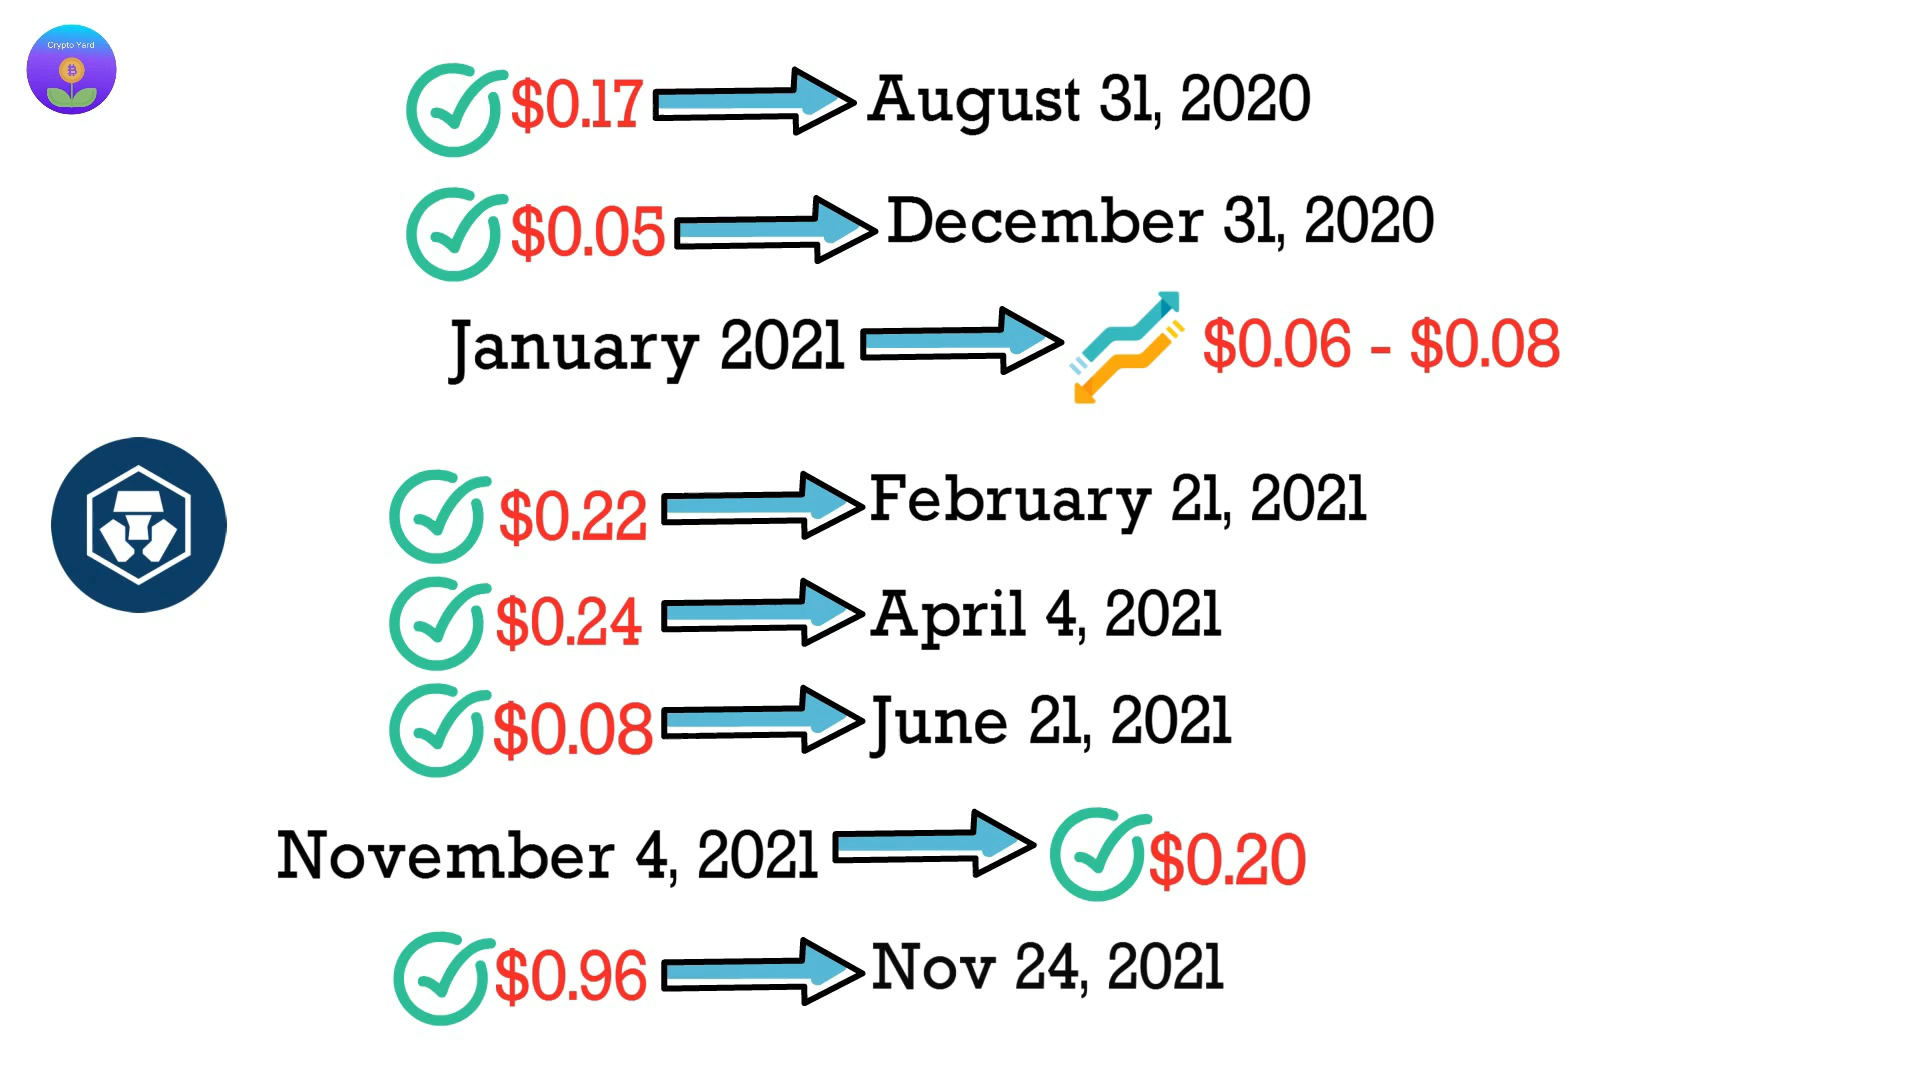 Crypto Yard
$0.17 August 31, 2020
$0.05 December 31, 2020
January 2021 $0.06 - $0.08
$0.22 February 21, 2021
$0.24 April 4, 2021
$0.08 June 21, 2021
November 4, 2021 $0.20
$0.96 Nov 24, 2021